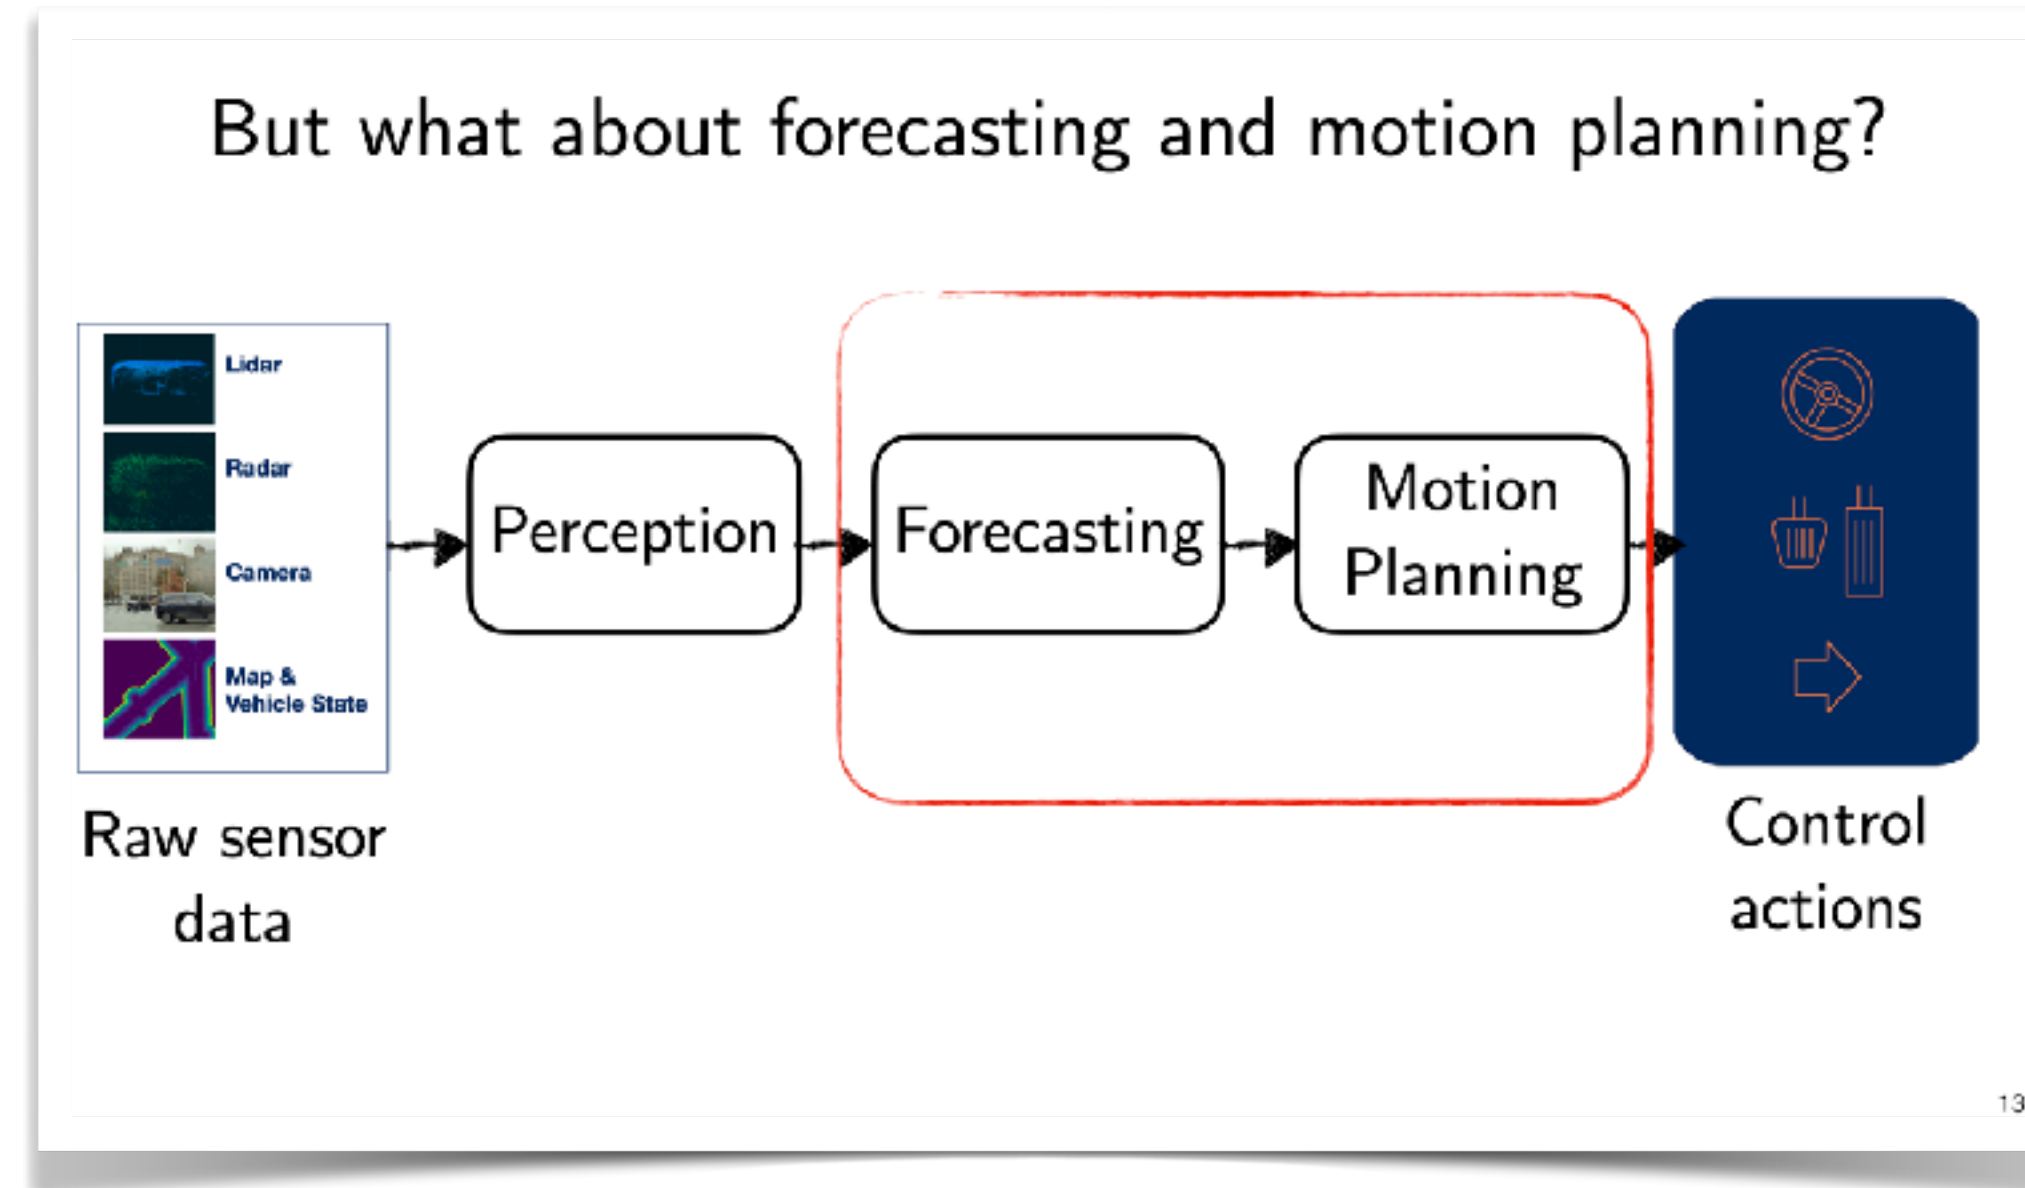 But what about forecasting and motion planning?
Lidar
Radar
Camera
Map &
Vehicle State
Raw sensor
data
Perception
Forecasting
Motion
Planning
Control
actions
13